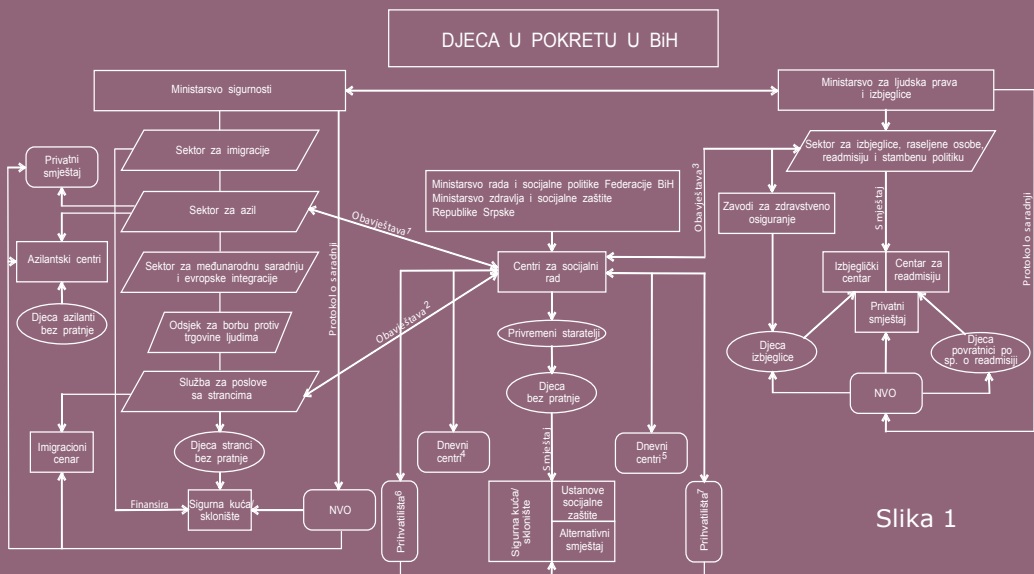 DJECA U POKRETU U BiH
Ministarsvo sigurnosti
Ministarsvo za ljudska prava
i izbjeglice
Sektor za imigracije
Privatni
smještaj
Sektor za azil
Azilantski centri
Sektor za međunarodnu saradnju
i evropske integracije
Djeca azilanti
bez pratnje
Odsjek za borbu protiv
trgovine ljudima
Služba za poslove
sa strancima
Imigracioni
cenar
Djeca stranci
bez pratnje
Finansira
Sigurna kuća/
sklonište
NVO
Protokol o saradnji
Obavještava1
Obavještava 2
Ministarsvo rada i socijalne politike Federacije BiH
Ministarsvo zdravlja i socijalne zaštite
Republike Srpske
Centri za socijalni
rad
Privremeni staratelji
Djeca
bez pratnje
Smještaj
Dnevni
centri4
Dnevni
centri5
Prihvatilišta6
Sigurna kuća/
sklonište
Ustanove
socijalne
zaštite
Alternativni
smještaj
Prihvatilišta7
Obavještava3
Sektor za izbjeglice, raseljene osobe,
readmisiju i stambenu politiku
Zavodi za zdravstveno
osiguranje
Smještaj
Izbjeglički
centar
Centar za
readmisiju
Privatni
smještaj
Djeca
izbjeglice
Djeca
povratnici po
sp. o readmisiji
NVO
Protokol o saradnji
Slika 1